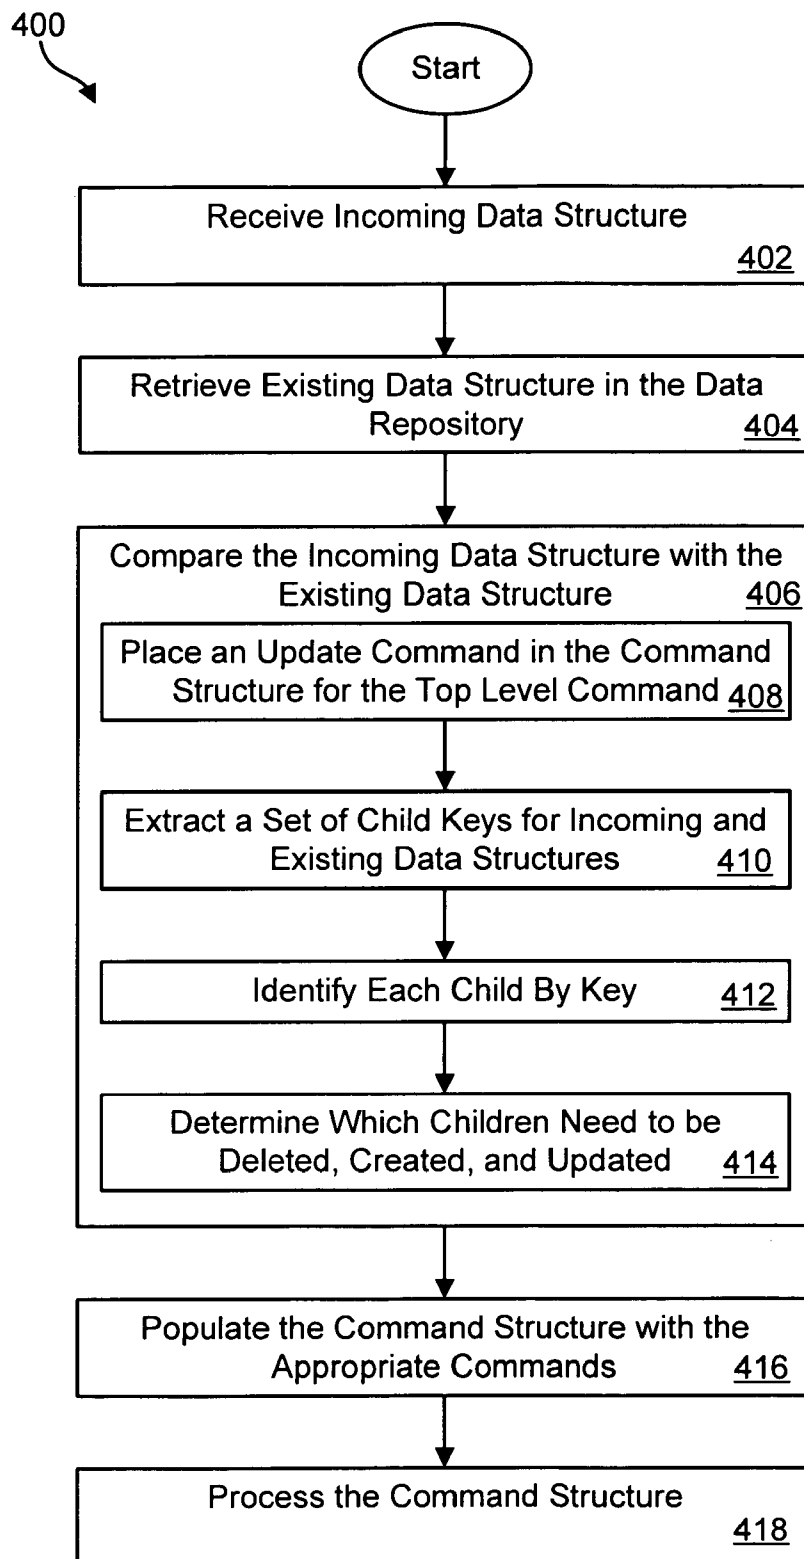 400
Start
Receive Incoming Data Structure
402
Retrieve Existing Data Structure in the Data
Repository
404
Compare the Incoming Data Structure with the
Existing Data Structure
406
Place an Update Command in the Command
Structure for the Top Level Command
408
Extract a Set of Child Keys for Incoming and
Existing Data Structures
410
Identify Each Child By Key
412
Determine Which Children Need to be
Deleted, Created, and Updated
414
Populate the Command Structure with the
Appropriate Commands
416
Process the Command Structure
418